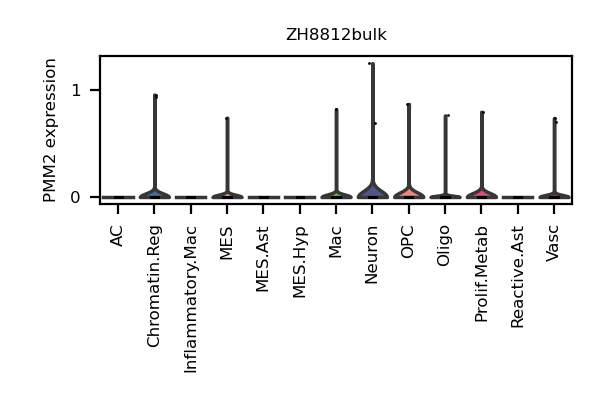 ZH8812bulk
PMM2 expression
1
0
AC
Chromatin.Reg
Inflammatory.Mac
MES
MES.Ast
MES.Hyp
Mac
Neuron
OPC
Oligo
Prolif.Metab
Reactive.Ast
Vasc